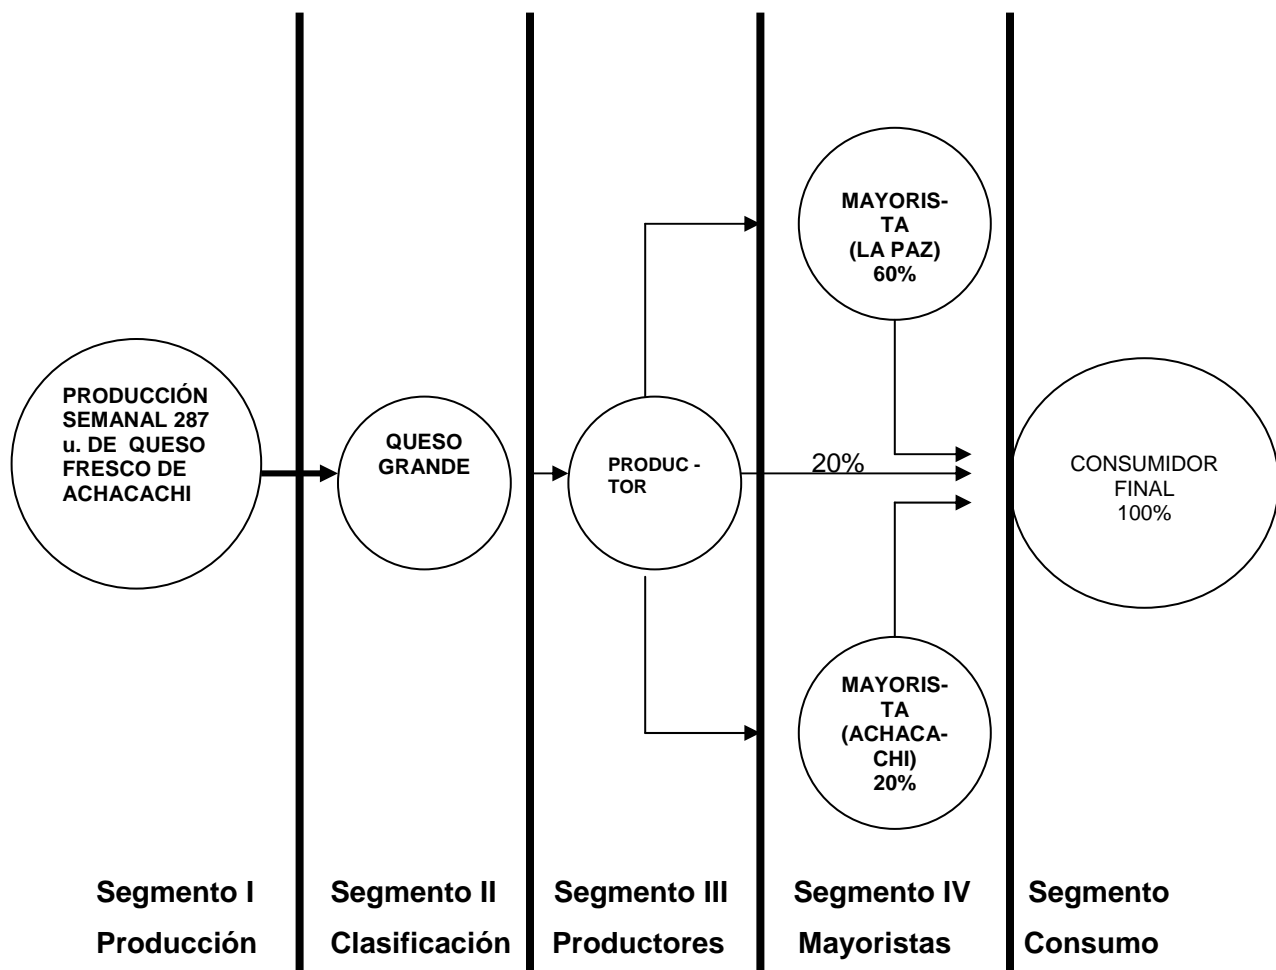 PRODUCCIÓN
SEMANAL 287
u. DE QUESO
FRESCO DE
ACHACACHI
QUESO
GRANDE
PRODUC -
TOR
MAYORIS-
TA
(LA PAZ)
60%
20%
MAYORIS-
TA
(ACHACA-
CHI)
20%
CONSUMIDOR
FINAL
100%
Segmento I
Producción
Segmento II
Clasificación
Segmento III
Productores
Segmento IV
Mayoristas
Segmento
Consumo